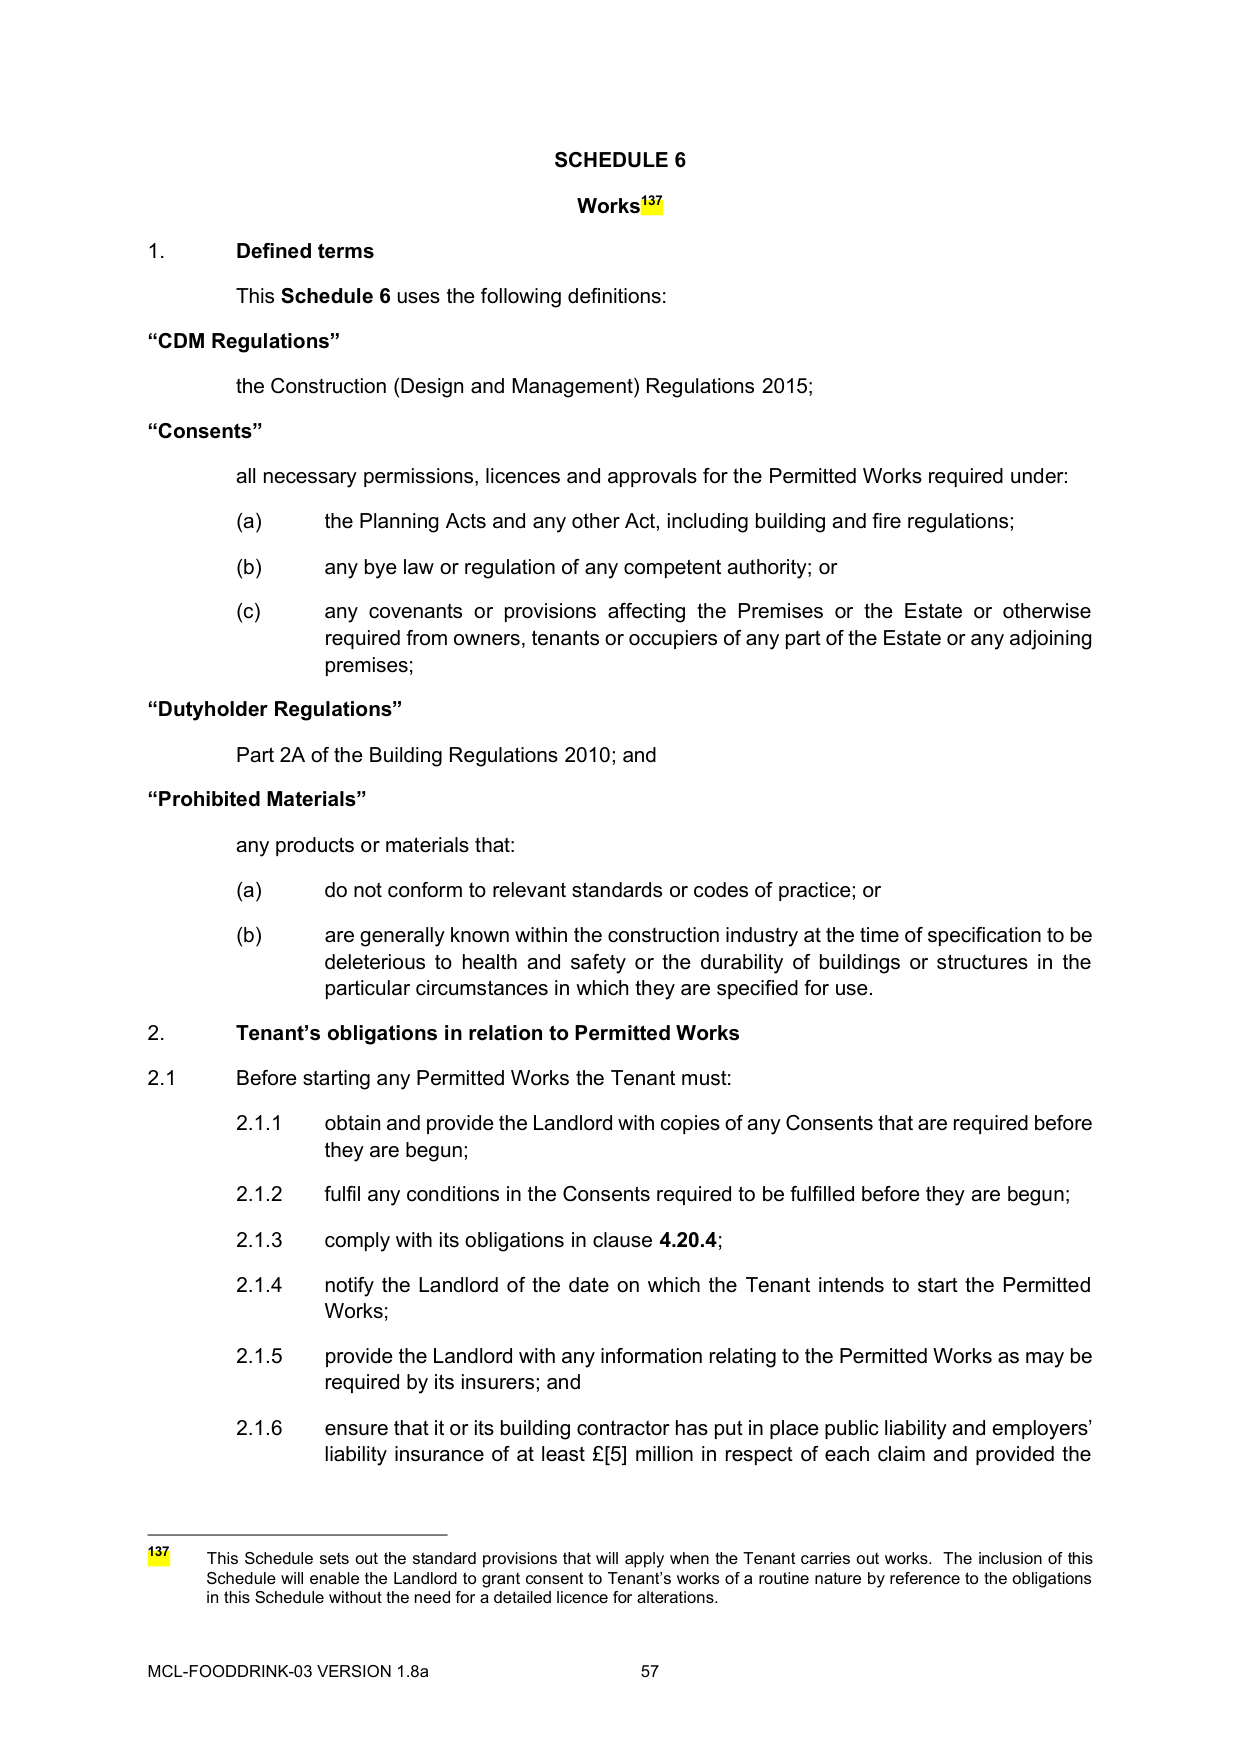 SCHEDULE 6
Works137
1. Defined terms
This Schedule 6 uses the following definitions:
“CDM Regulations”
the Construction (Design and Management) Regulations 2015;
“Consents”
all necessary permissions, licences and approvals for the Permitted Works required under:
(a) the Planning Acts and any other Act, including building and fire regulations;
(b) any bye law or regulation of any competent authority; or
(c) any covenants or provisions affecting the Premises or the Estate or otherwise
required from owners, tenants or occupiers of any part of the Estate or any adjoining
premises;
“Dutyholder Regulations”
Part 2A of the Building Regulations 2010; and
“Prohibited Materials”
any products or materials that:
(a) do not conform to relevant standards or codes of practice; or
(b) are generally known within the construction industry at the time of specification to be
deleterious to health and safety or the durability of buildings or structures in the
particular circumstances in which they are specified for use.
2. Tenant’s obligations in relation to Permitted Works
2.1 Before starting any Permitted Works the Tenant must:
2.1.1 obtain and provide the Landlord with copies of any Consents that are required before
they are begun;
2.1.2 fulfil any conditions in the Consents required to be fulfilled before they are begun;
2.1.3 comply with its obligations in clause 4.20.4;
2.1.4 notify the Landlord of the date on which the Tenant intends to start the Permitted
Works;
2.1.5 provide the Landlord with any information relating to the Permitted Works as may be
required by its insurers; and
2.1.6 ensure that it or its building contractor has put in place public liability and employers’
liability insurance of at least £[5] million in respect of each claim and provided the
137 This Schedule sets out the standard provisions that will apply when the Tenant carries out works. The inclusion of this
Schedule will enable the Landlord to grant consent to Tenant’s works of a routine nature by reference to the obligations
in this Schedule without the need for a detailed licence for alterations.
MCL-FOODDRINK-03 VERSION 1.8a 57